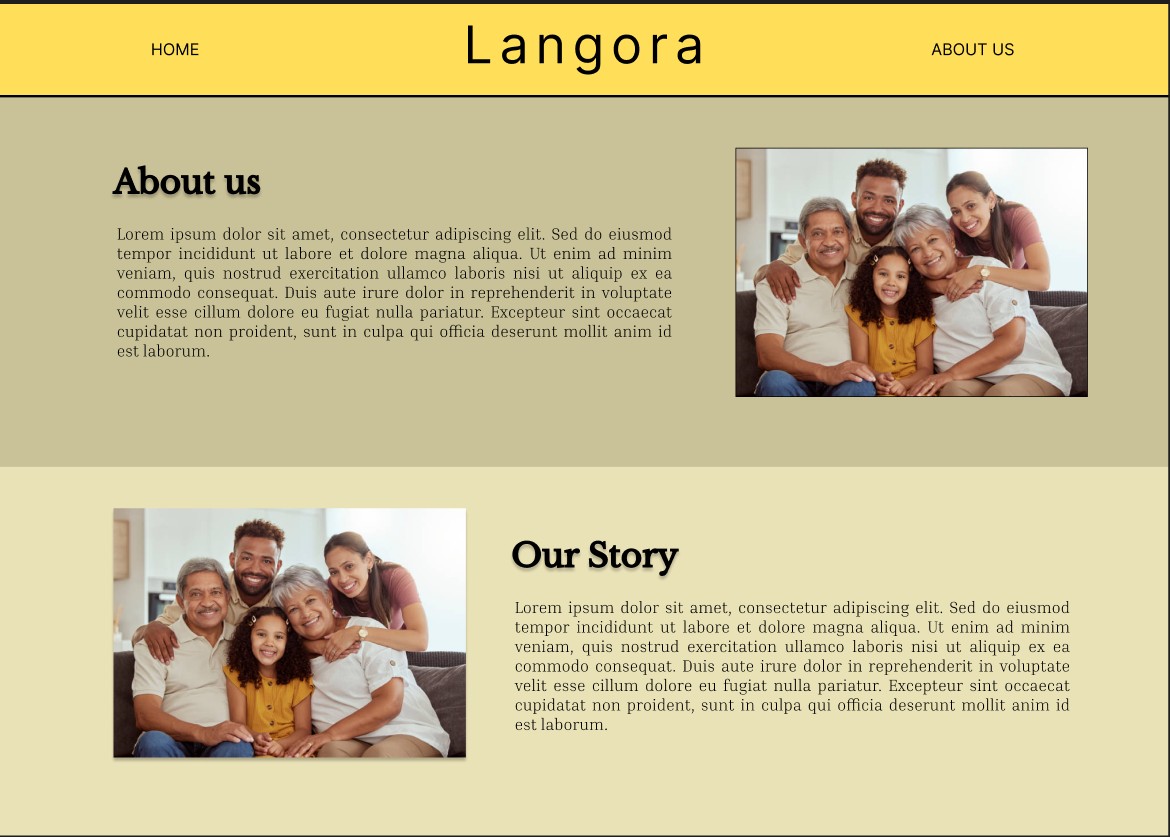 HOME
Langora
ABOUT US
About us
Lorem ipsum dolor sit amet, consectetur adipiscing elit. Sed do eiusmod
tempor incididunt ut labore et dolore magna aliqua. Ut enim ad minim
veniam, quis nostrud exercitation ullamco laboris nisi ut aliquip ex ea
commodo consequat. Duis aute irure dolor in reprehenderit in voluptate
velit esse cillum dolore eu fugiat nulla pariatur. Excepteur sint occaecat
cupidatat non proident, sunt in culpa qui officia deserunt mollit anim id
est laborum.
Our Story
Lorem ipsum dolor sit amet, consectetur adipiscing elit. Sed do eiusmod
tempor incididunt ut labore et dolore magna aliqua. Ut enim ad minim
veniam, quis nostrud exercitation ullamco laboris nisi ut aliquip ex ea
commodo consequat. Duis aute irure dolor in reprehenderit in voluptate
velit esse cillum dolore eu fugiat nulla pariatur. Excepteur sint occaecat
cupidatat non proident, sunt in culpa qui officia deserunt mollit anim id
est laborum.